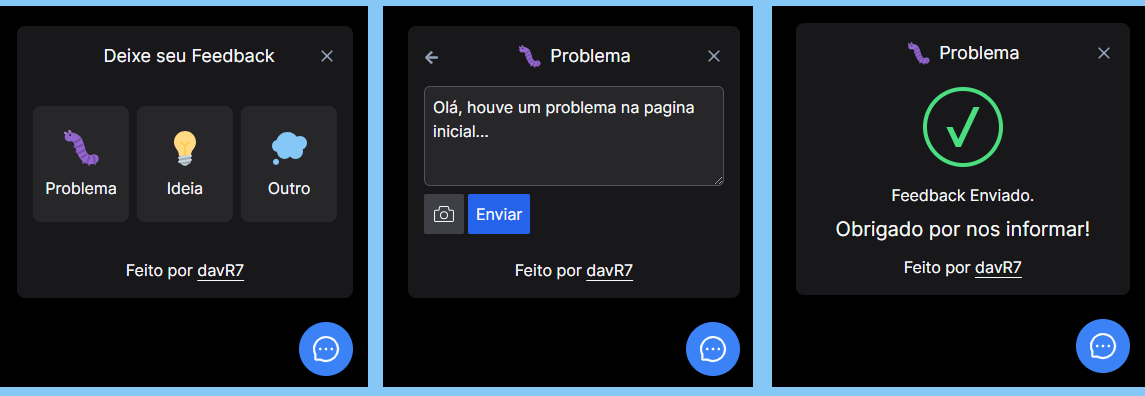 Deixe seu Feedback
Problema
Ideia
Outro
Feito por davR7
Problema
Olá, houve um problema na pagina
inicial...
Enviar
Feito por davR7
Problema
Feedback Enviado.
Obrigado por nos informar!
Feito por davR7